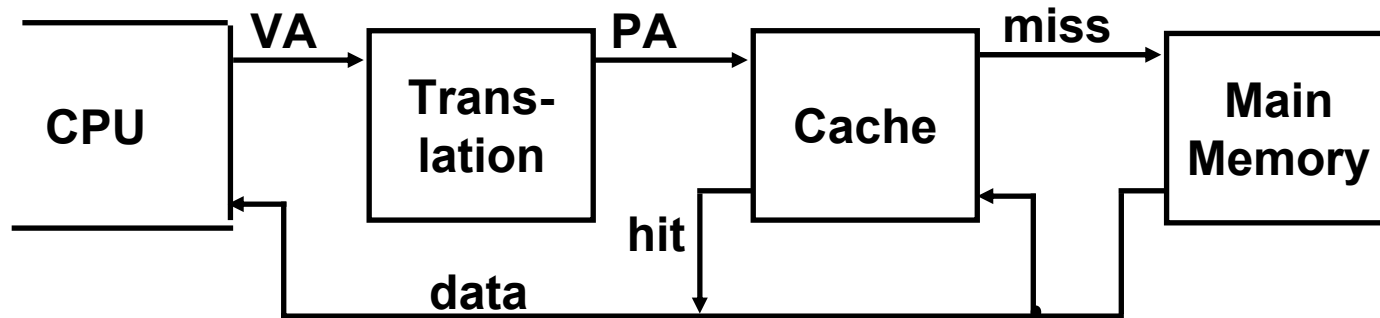 VA
PA
miss
CPU
Trans-
lation
Cache
Main
Memory
hit
data